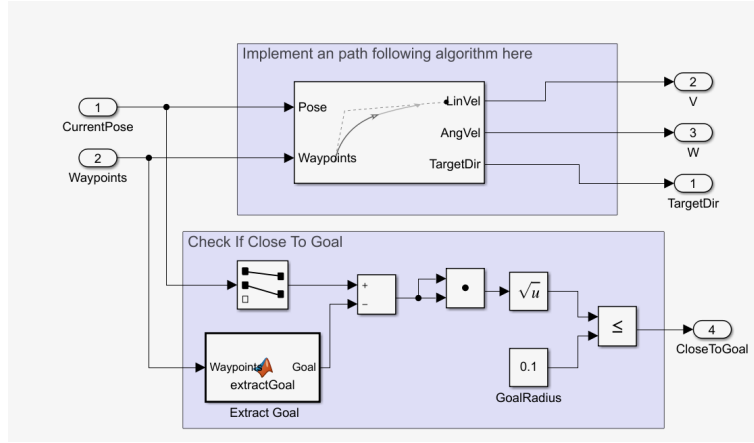 Implement an path following algorithm here
1
CurrentPose
2
Waypoints
Pose
Waypoints
LinVel
AngVel
TargetDir
2
V
3
W
1
TargetDir
Check If Close To Goal
+
−
√u
≤
Waypoints
Goal
extractGoal
Extract Goal
0.1
GoalRadius
4
CloseToGoal